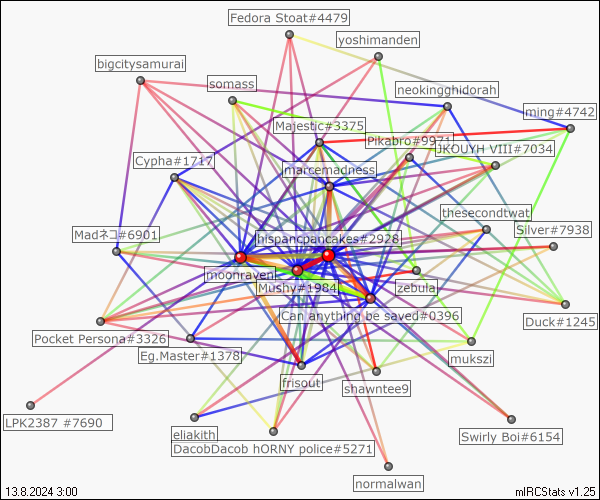 Fedora Stoat#4479
yoshimanden
bigcitysamurai
somass
neokingghidorah
ming#4742
Majestic#3375
Pikabro#9971
JKOUYH VIII#7034
Cypha#1717
marcemadness
thesecondtwat
Silver#7938
Madネコ#6901
hispancpancakes#2928
moonraveni
Mushy#1984
zebula
Can anything be saved#0396
Duck#1245
Pocket Persona#3326
Eg.Master#1378
mukszi
frisout
shawntee9
LPK2387 #7690
eliakith
Swirly Boi#6154
DacobDacob hORNY police#5271
normalwan
13.8.2024 3:00
mIRCStats v1.25